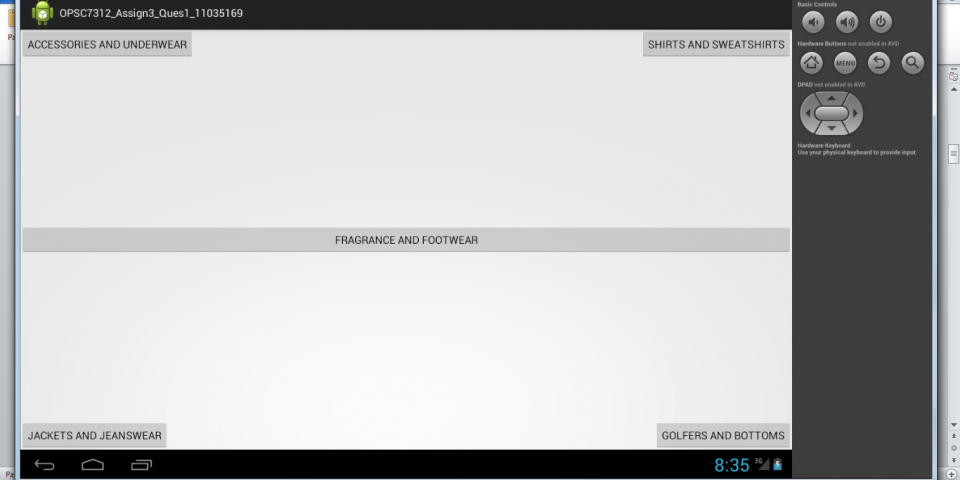 OPSC7312_Assign3_Ques1_11035169
Basic Controls
ACCESSORIES AND UNDERWEAR
SHIRTS AND SWEATSHIRTS
Hardware Buttons not enabled in AVD
MENU
DPAD not enabled in AVD
Hardware Keyboard
Use your physical keyboard to provide input
FRAGRANCE AND FOOTWEAR
JACKETS AND JEANSWEAR
GOLFERS AND BOTTOMS
8:35
3G